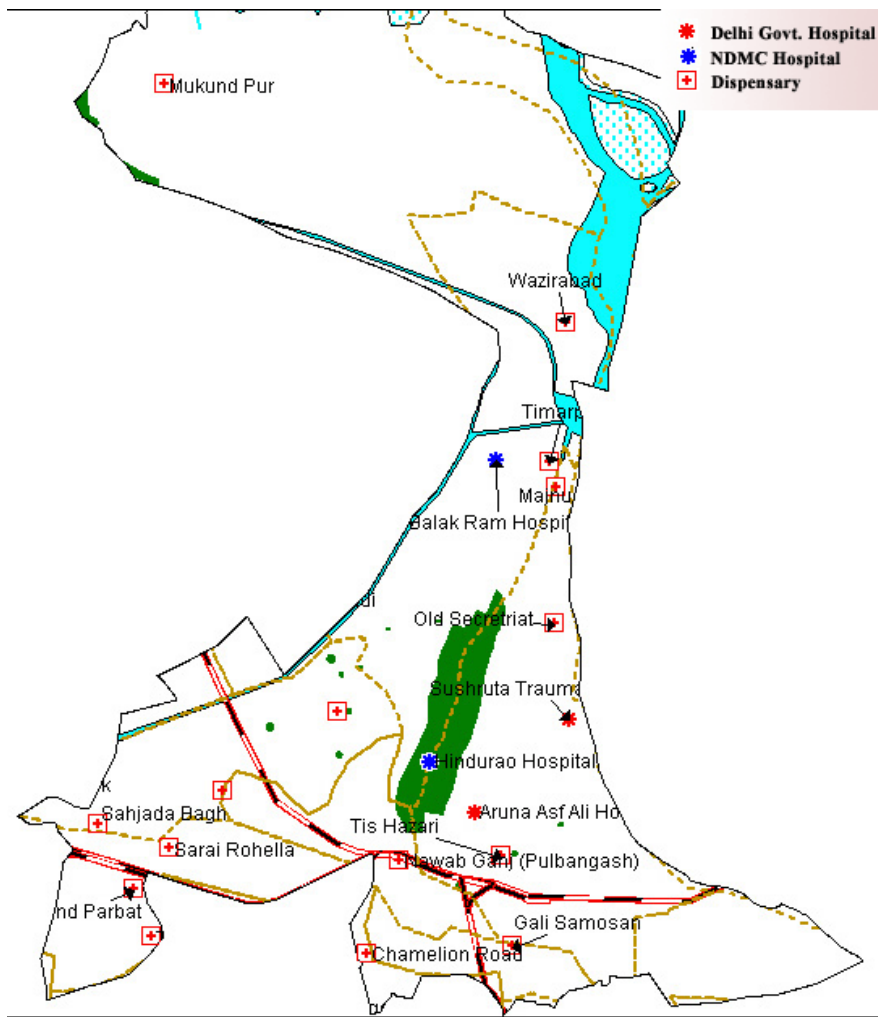 Delhi Govt. Hospital
NDMC Hospital
Dispensary
Mukund Pur
Wazirabad
Timarp
Majnu
Balak Ram Hospi
di
Old Secretriat
Sushruta Traum
Hindurao Hospital
k
Sahjada Bagh
Aruna Asf Ali Ho
Tis Hazari
Sarai Rohella
Nawab Ganj (Pulbangash)
nd Parbat
Gali Samosan
Chamelion Road